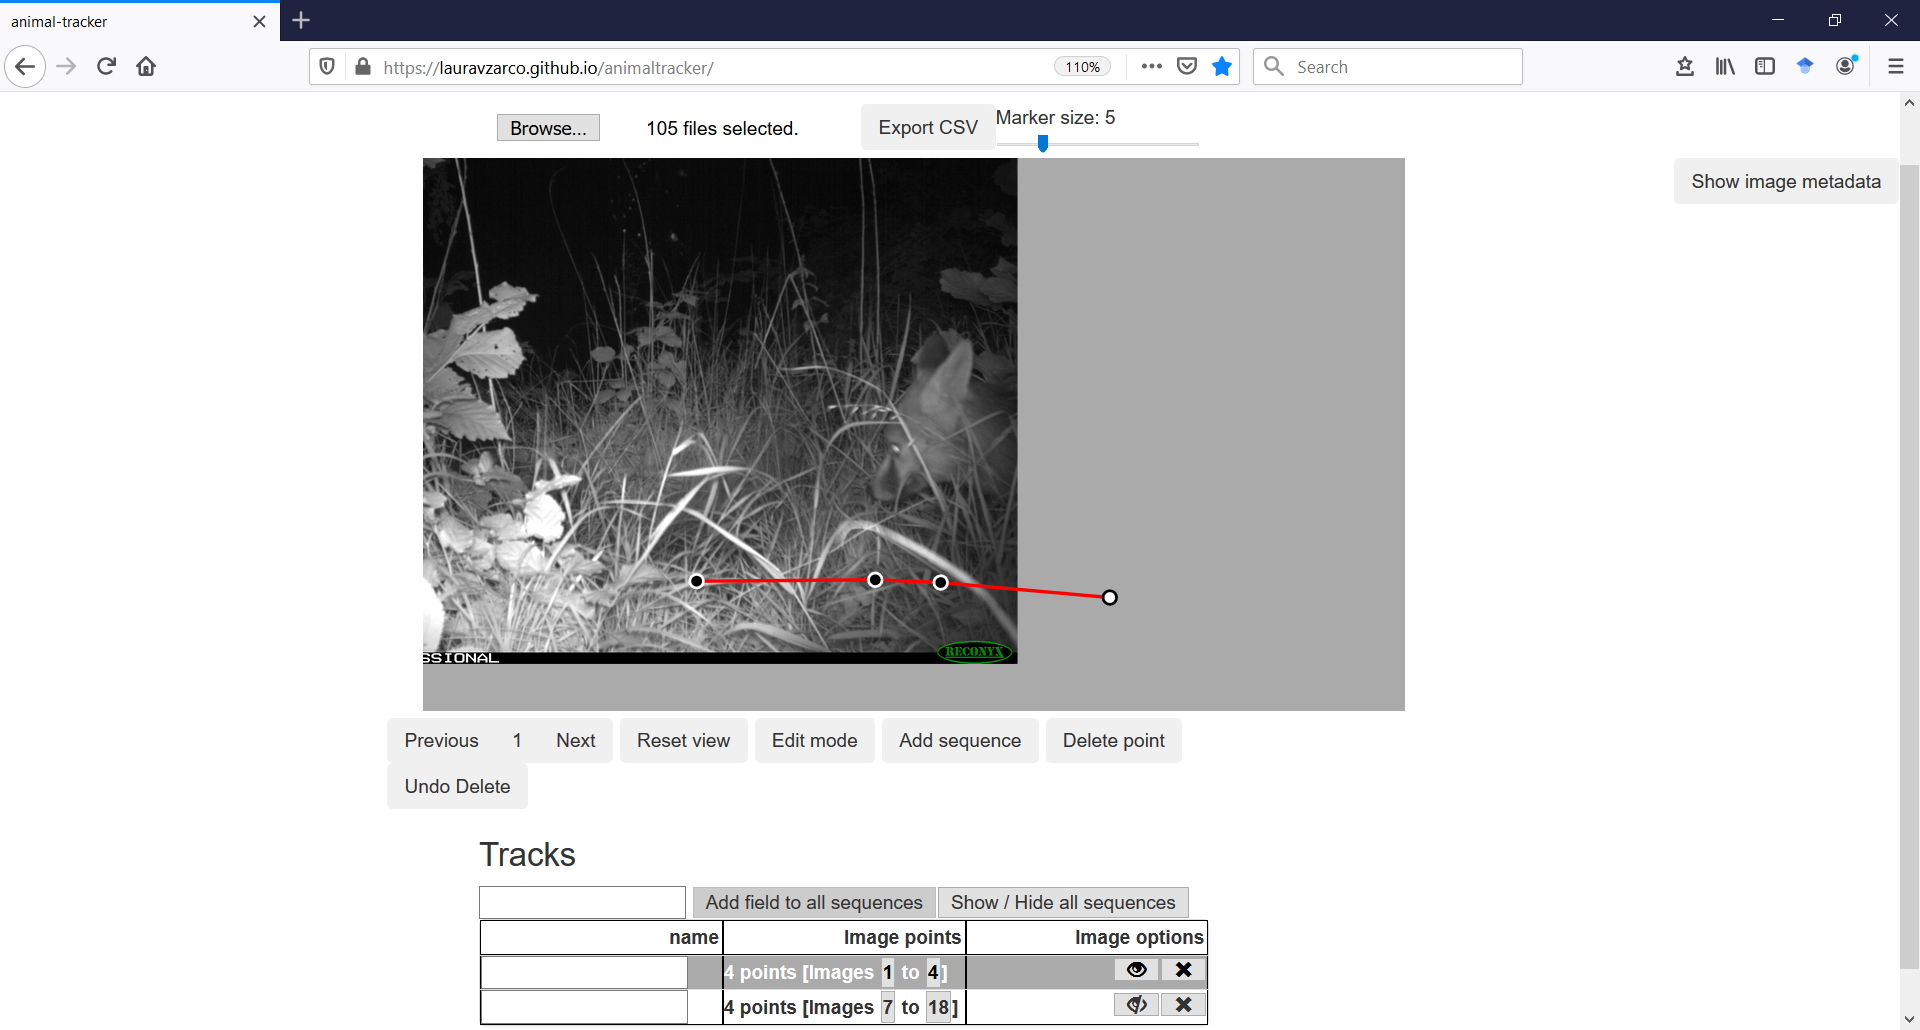 animal-tracker
https://lauravzarco.github.io/animaltracker/
110%
Search
Browse...
105 files selected.
Export CSV
Marker size: 5
Show image metadata
SSIONAL
RECONYX
Previous
1
Next
Reset view
Edit mode
Add sequence
Delete point
Undo Delete
Tracks
Add field to all sequences
Show / Hide all sequences
name
Image points
Image options
4 points [Images 1 to 4]
4 points [Images 7 to 18]